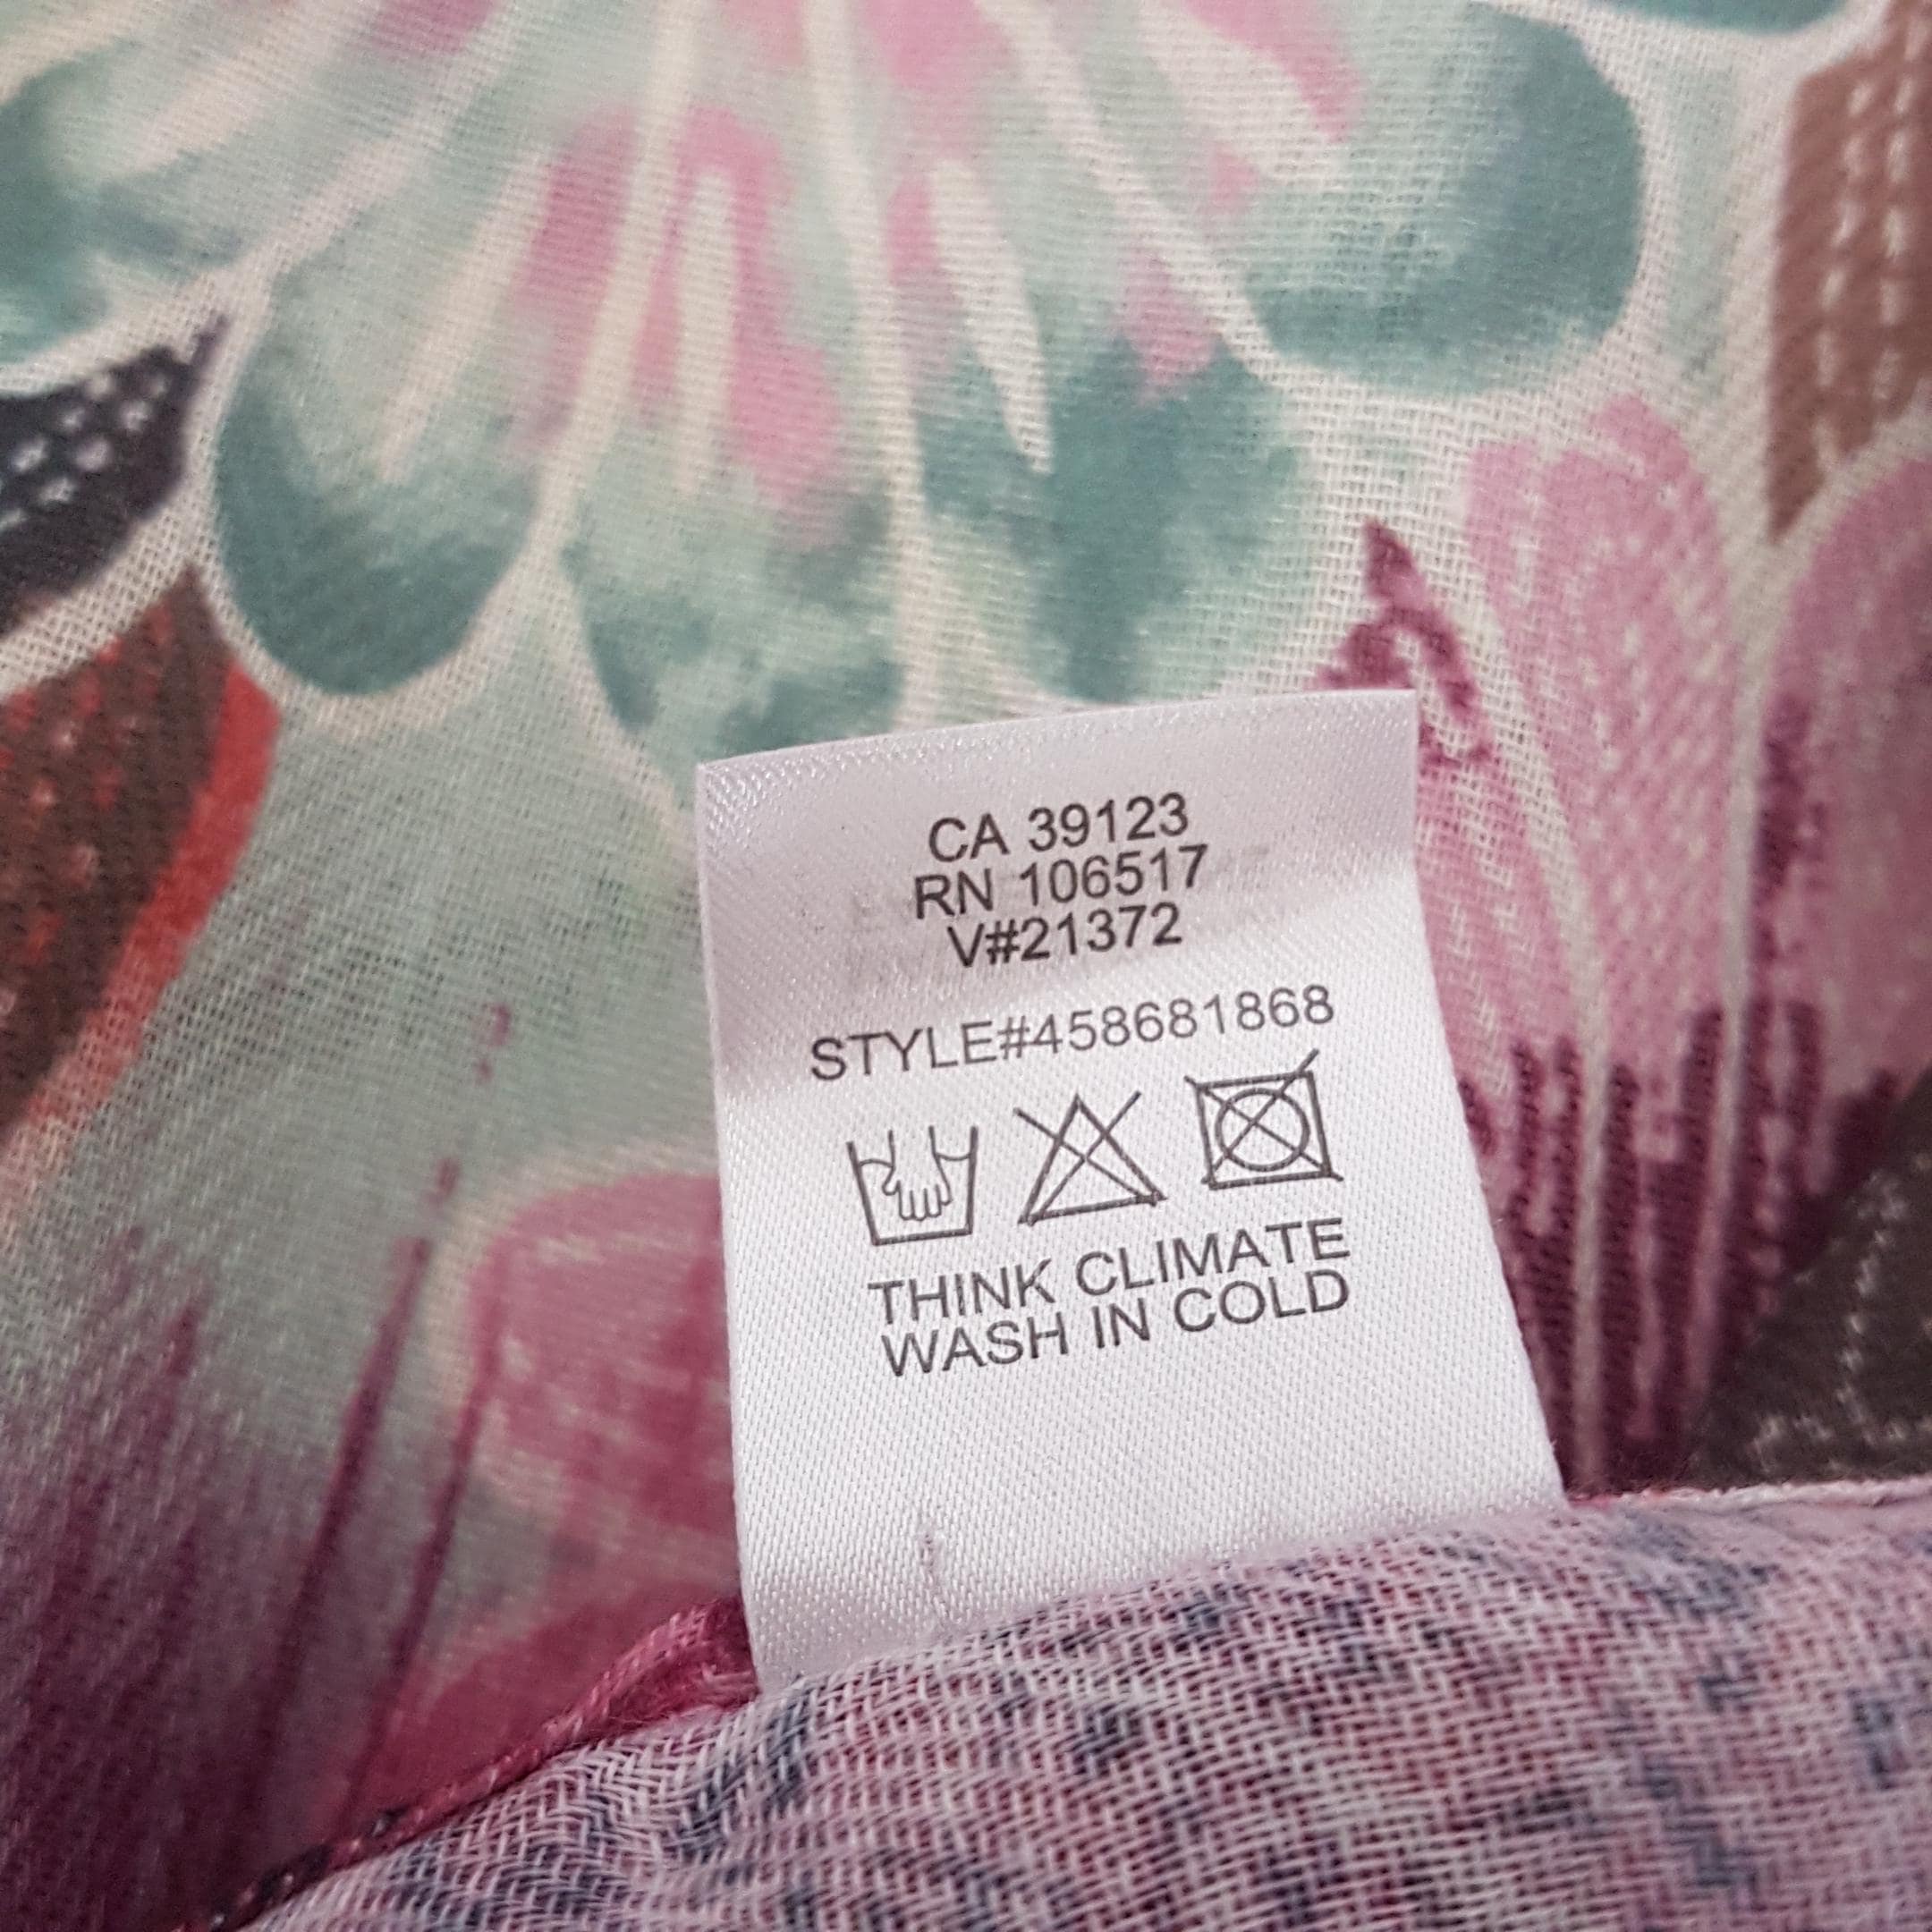 CA 39123
RN 106517
V#21372
STYLE#458681868
THINK CLIMATE
WASH IN COLD